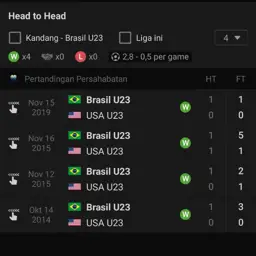 Head to Head
Kandang - Brasil U23 Liga ini 4
W x4 x0 L x0 2.8 - 0,5 per game
Pertandingan Persahabatan HT FT
Nov 15 2019 Brasil U23 W 1 1
USA U23 0 0
Nov 16 2015 Brasil U23 W 1 5
USA U23 1 1
Nov 12 2015 Brasil U23 W 1 2
USA U23 0 1
Okt 14 2014 Brasil U23 W 1 3
USA U23 0 0